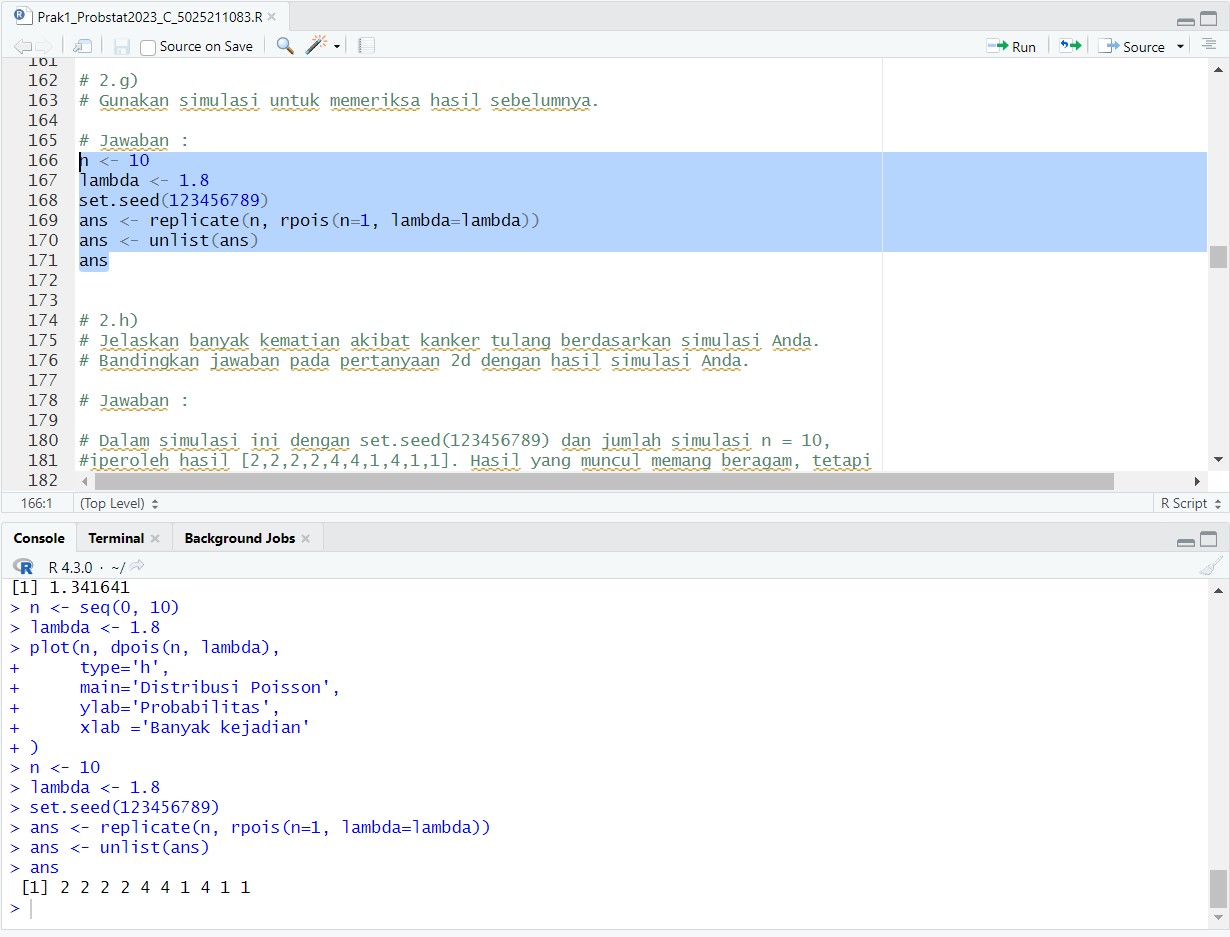 Prak1_Probstat2023_C_5025211083.R
Source on Save
Run
Source
161
162 # 2.g)
163 # Gunakan simulasi untuk memeriksa hasil sebelumnya.
164
165 # Jawaban :
166 n <- 10
167 lambda <- 1.8
168 set.seed(123456789)
169 ans <- replicate(n, rpois(n=1, lambda=lambda))
170 ans <- unlist(ans)
171 ans
172
173
174 # 2.h)
175 # Jelaskan banyak kematian akibat kanker tulang berdasarkan simulasi Anda.
176 # Bandingkan jawaban pada pertanyaan 2d dengan hasil simulasi Anda.
177
178 # Jawaban :
179
180 # Dalam simulasi ini dengan set.seed(123456789) dan jumlah simulasi n = 10,
181 #iperoleh hasil [2,2,2,2,4,4,1,4,1,1]. Hasil yang muncul memang beragam, tetapi
182
166:1 (Top Level) R Script
Console Terminal Background Jobs
R R 4.3.0 · ~/
[1] 1.341641
> n <- seq(0, 10)
> lambda <- 1.8
> plot(n, dpois(n, lambda),
+ type='h',
+ main='Distribusi Poisson',
+ ylab='Probabilitas',
+ xlab ='Banyak kejadian'
+ )
> n <- 10
> lambda <- 1.8
> set.seed(123456789)
> ans <- replicate(n, rpois(n=1, lambda=lambda))
> ans <- unlist(ans)
> ans
[1] 2 2 2 2 4 4 1 4 1 1
>